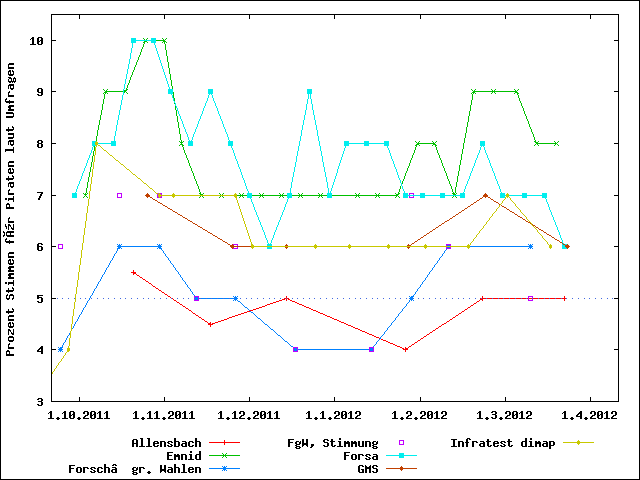 Prozent Stimmen fÃ¼r Piraten laut Umfragen
10
9
8
7
6
5
4
3
1.10.2011 1.11.2011 1.12.2011 1.1.2012 1.2.2012 1.3.2012 1.4.2012
Allensbach FgW, Stimmung Infratest dimap
Emnid Forsa
Forschâ gr. Wahlen GMS